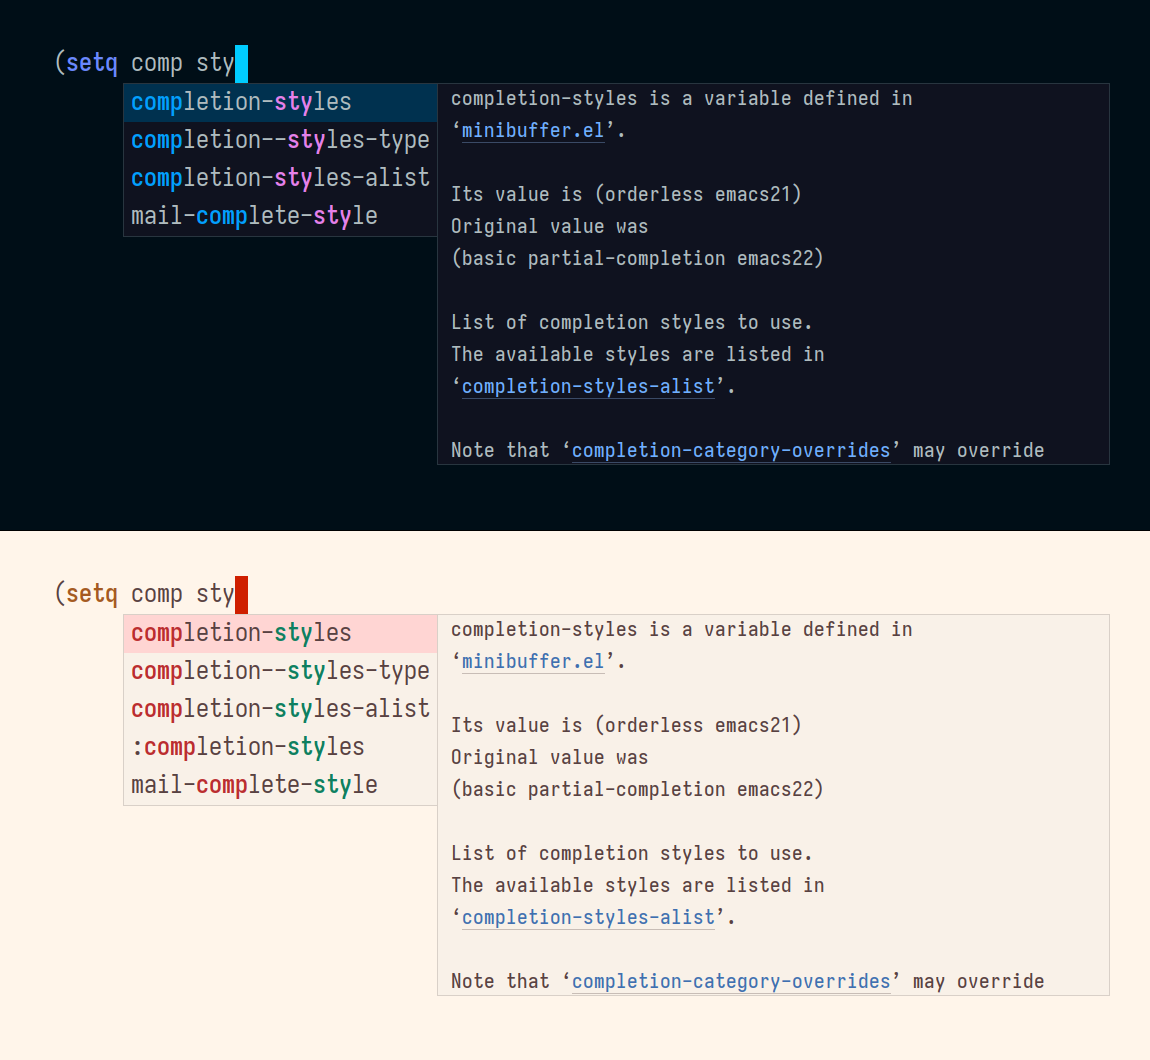 (setq comp sty
completion-styles
completion--styles-type
completion-styles-alist
mail-complete-style
completion-styles is a variable defined in
‘minibuffer.el’.
Its value is (orderless emacs21)
Original value was
(basic partial-completion emacs22)
List of completion styles to use.
The available styles are listed in
‘completion-styles-alist’.
Note that ‘completion-category-overrides’ may override
(setq comp sty
completion-styles
completion--styles-type
completion-styles-alist
:completion-styles
mail-complete-style
completion-styles is a variable defined in
‘minibuffer.el’.
Its value is (orderless emacs21)
Original value was
(basic partial-completion emacs22)
List of completion styles to use.
The available styles are listed in
‘completion-styles-alist’.
Note that ‘completion-category-overrides’ may override